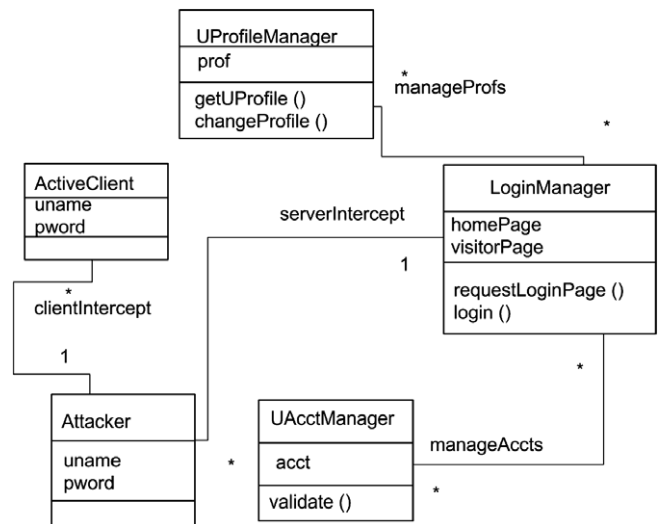 UProfileManager
prof
getUProfile ()
changeProfile ()
*
manageProfs
*
ActiveClient
uname
pword
*
clientIntercept
1
serverIntercept
1
LoginManager
homePage
visitorPage
requestLoginPage ()
login ()
*
Attacker
uname
pword
*
UAcctManager
acct
validate ()
manageAccts
*